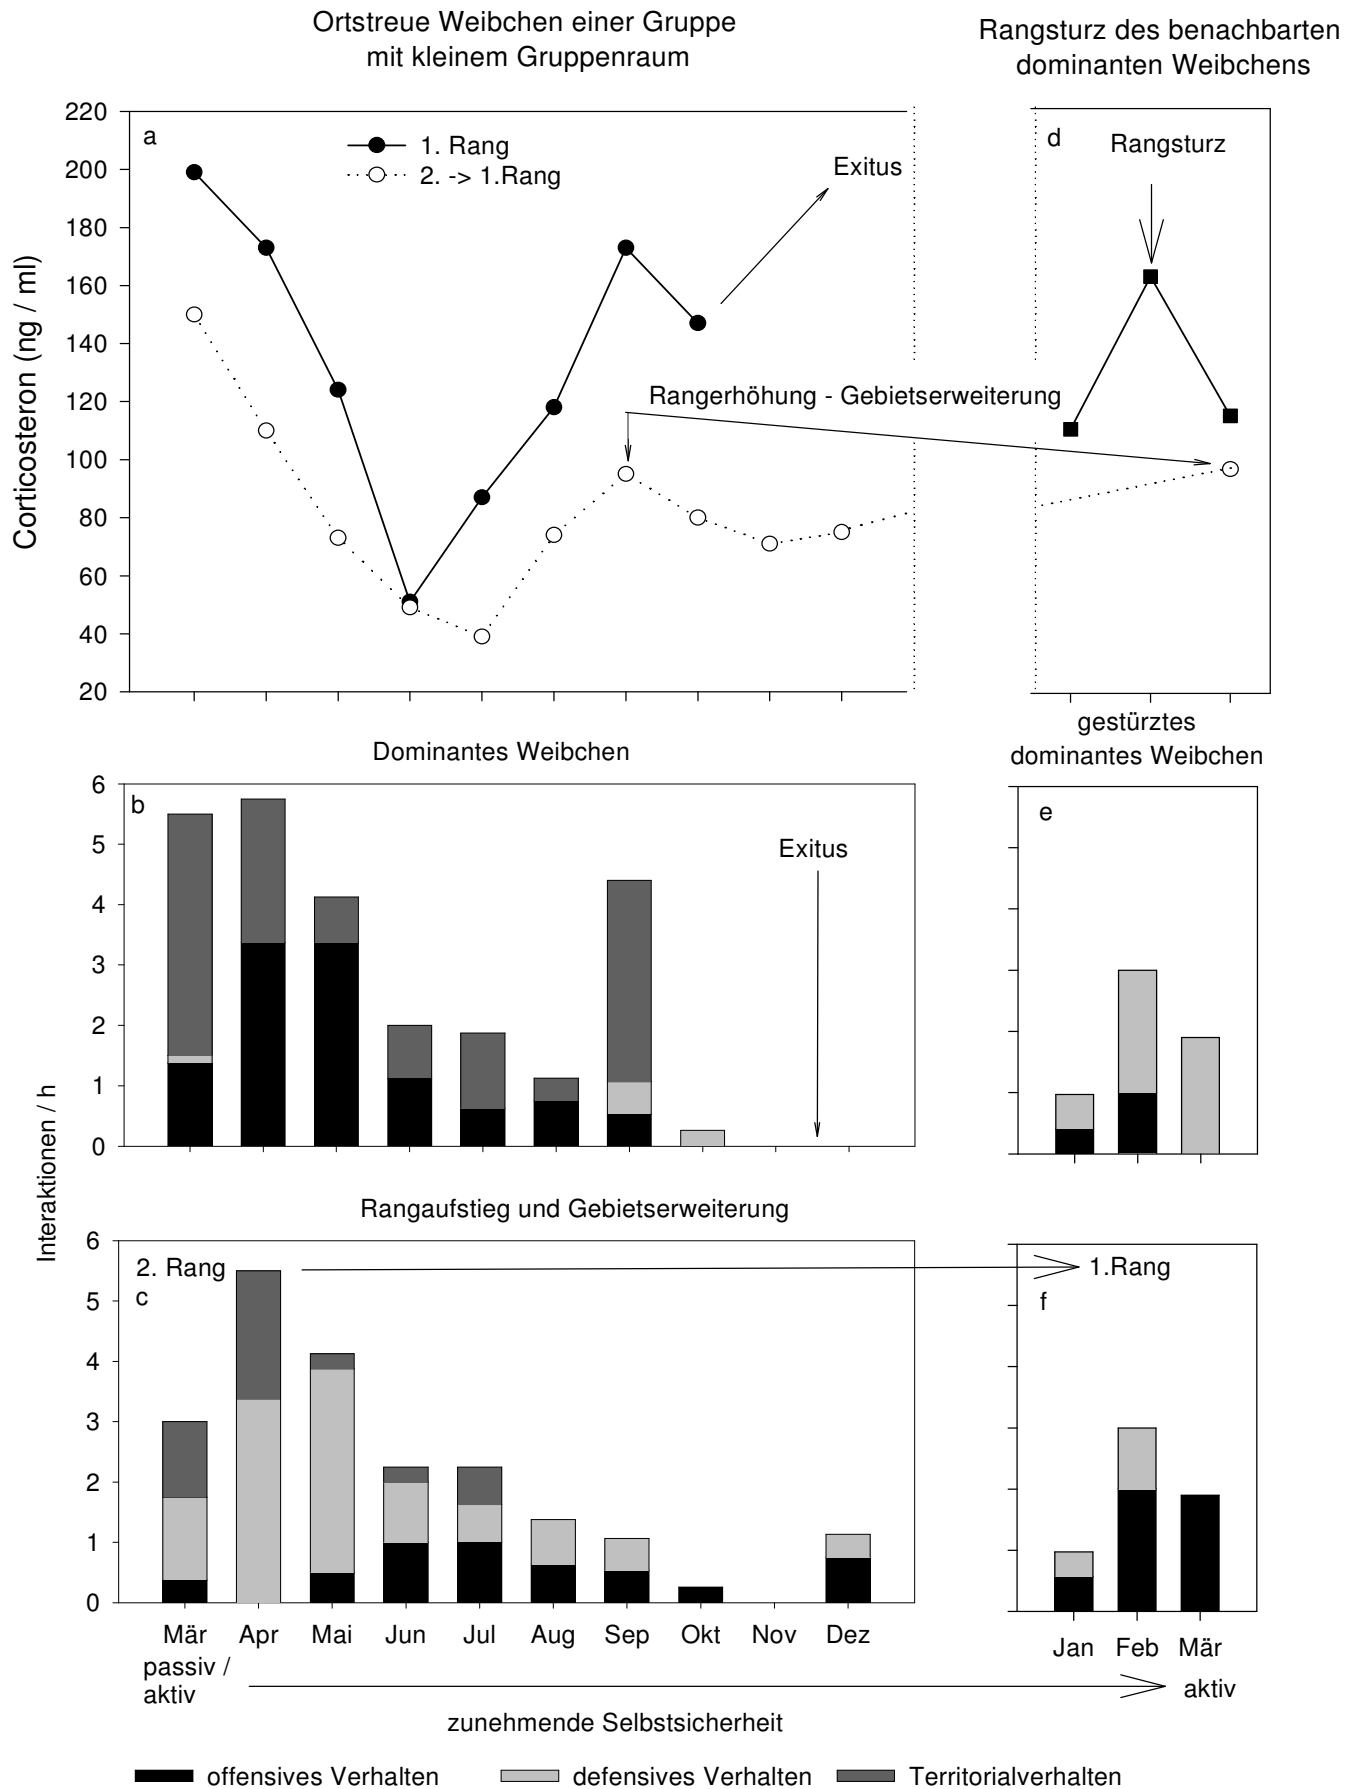 Ortstreue Weibchen einer Gruppe
mit kleinem Gruppenraum
Rangsturz des benachbarten
dominanten Weibchens
Corticosteron (ng / ml)
220
200
180
160
140
120
100
80
60
40
20
a
1. Rang
2. -> 1.Rang
Exitus
Rangerhöhung - Gebietserweiterung
d
Rangsturz
gestürztes
dominantes Weibchen
Dominantes Weibchen
Interaktionen / h
6
5
4
3
2
1
0
b
Exitus
e
Rangaufstieg und Gebietserweiterung
6
5
4
3
2
1
0
2. Rang
c
1.Rang
f
Mär Apr Mai Jun Jul Aug Sep Okt Nov Dez
Jan Feb Mär
passiv /
aktiv
aktiv
zunehmende Selbstsicherheit
offensives Verhalten defensives Verhalten Territorialverhalten